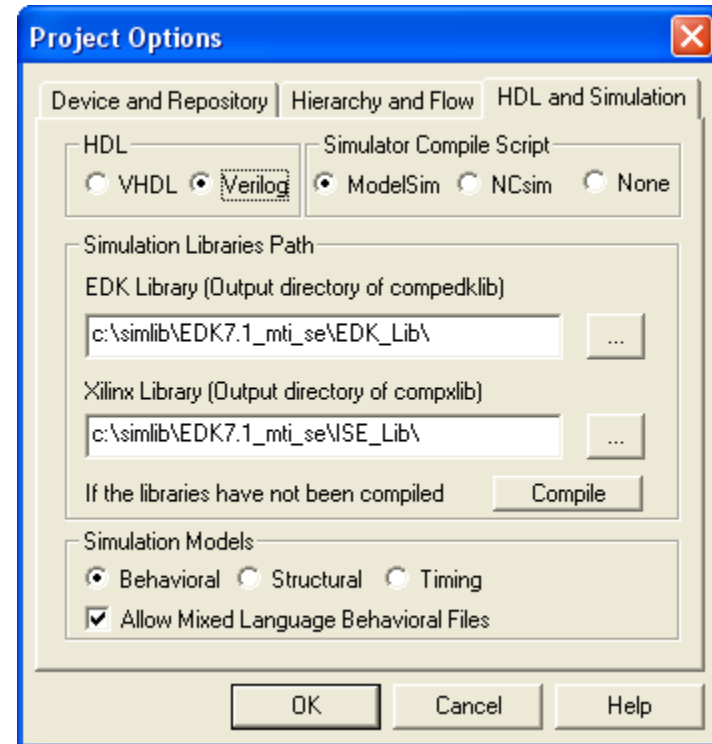 Project Options
Device and Repository Hierarchy and Flow HDL and Simulation
HDL Simulator Compile Script
VHDL Verilog ModelSim NCsim None
Simulation Libraries Path
EDK Library (Output directory of compedklib)
c:\simlib\EDK7.1_mti_se\EDK_Lib\
...
Xilinx Library (Output directory of compxlib)
c:\simlib\EDK7.1_mti_se\ISE_Lib\
...
If the libraries have not been compiled Compile
Simulation Models
Behavioral Structural Timing
Allow Mixed Language Behavioral Files
OK Cancel Help